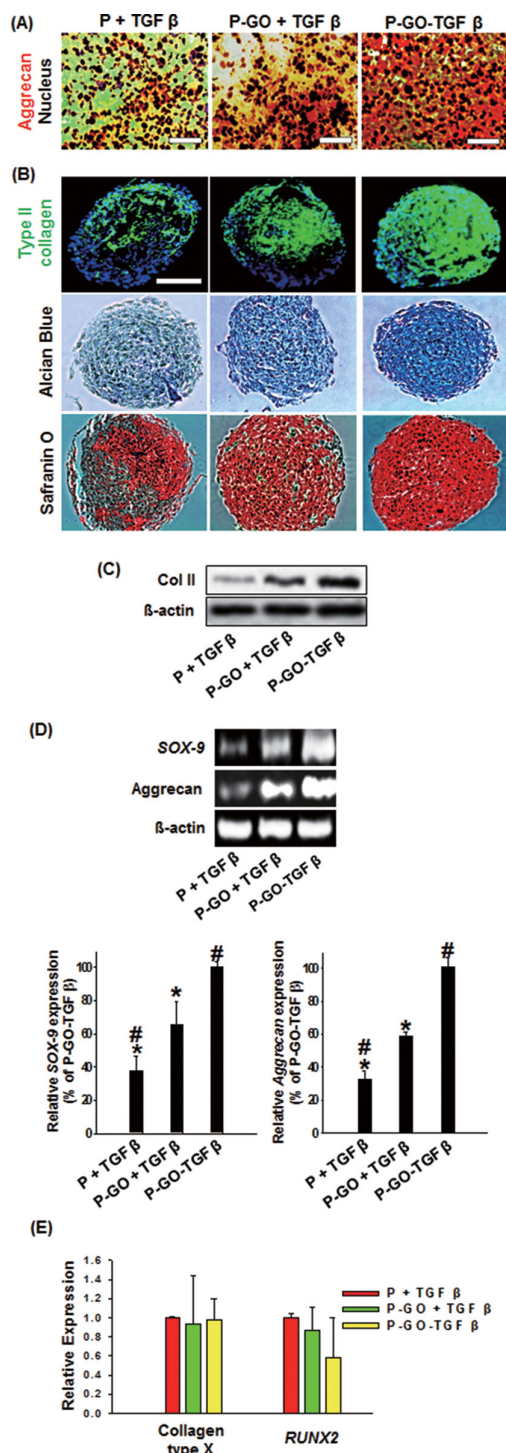 (A)
P + TGF β
P-GO + TGF β
P-GO-TGF β
Aggrecan
Nucleus
(B)
Type II
collagen
Alcian Blue
Safranin O
(C)
Col II
ß-actin
P + TGF β
P-GO + TGF β
P-GO-TGF β
(D)
SOX-9
Aggrecan
ß-actin
P + TGF β
P-GO + TGF β
P-GO-TGF β
Relative SOX-9 expression
(% of P-GO-TGF β)
100
80
60
40
20
0
#
*
*
#
P + TGF β
P-GO + TGF β
P-GO-TGF β
Relative Aggrecan expression
(% of P-GO-TGF β)
100
80
60
40
20
0
#
*
*
#
P + TGF β
P-GO + TGF β
P-GO-TGF β
(E)
Relative Expression
1.6
1.4
1.2
1.0
0.8
0.6
0.4
0.2
0.0
P + TGF β
P-GO + TGF β
P-GO-TGF β
Collagen
type X
RUNX2